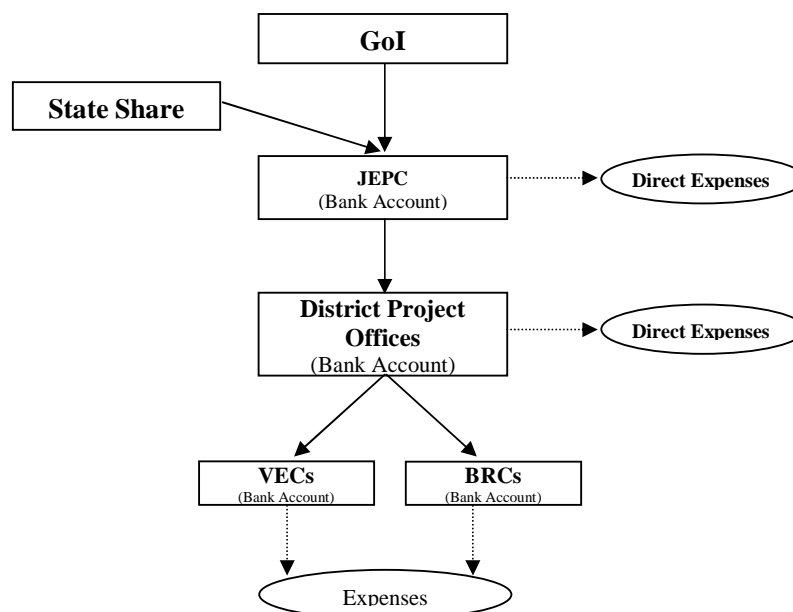 GoI
State Share
JEPC
(Bank Account)
Direct Expenses
District Project
Offices
(Bank Account)
Direct Expenses
VECs
(Bank Account)
BRCs
(Bank Account)
Expenses